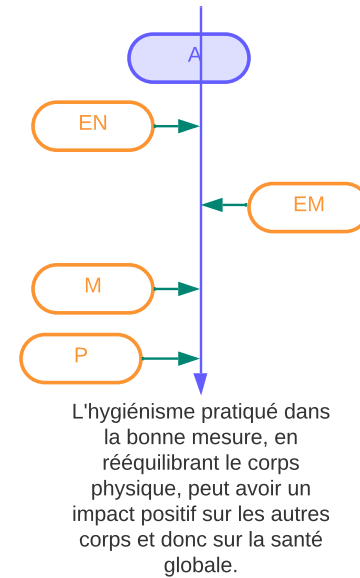 A
EN
EM
M
P
L'hygiénisme pratiqué dans
la bonne mesure, en
rééquilibrant le corps
physique, peut avoir un
impact positif sur les autres
corps et donc sur la santé
globale.